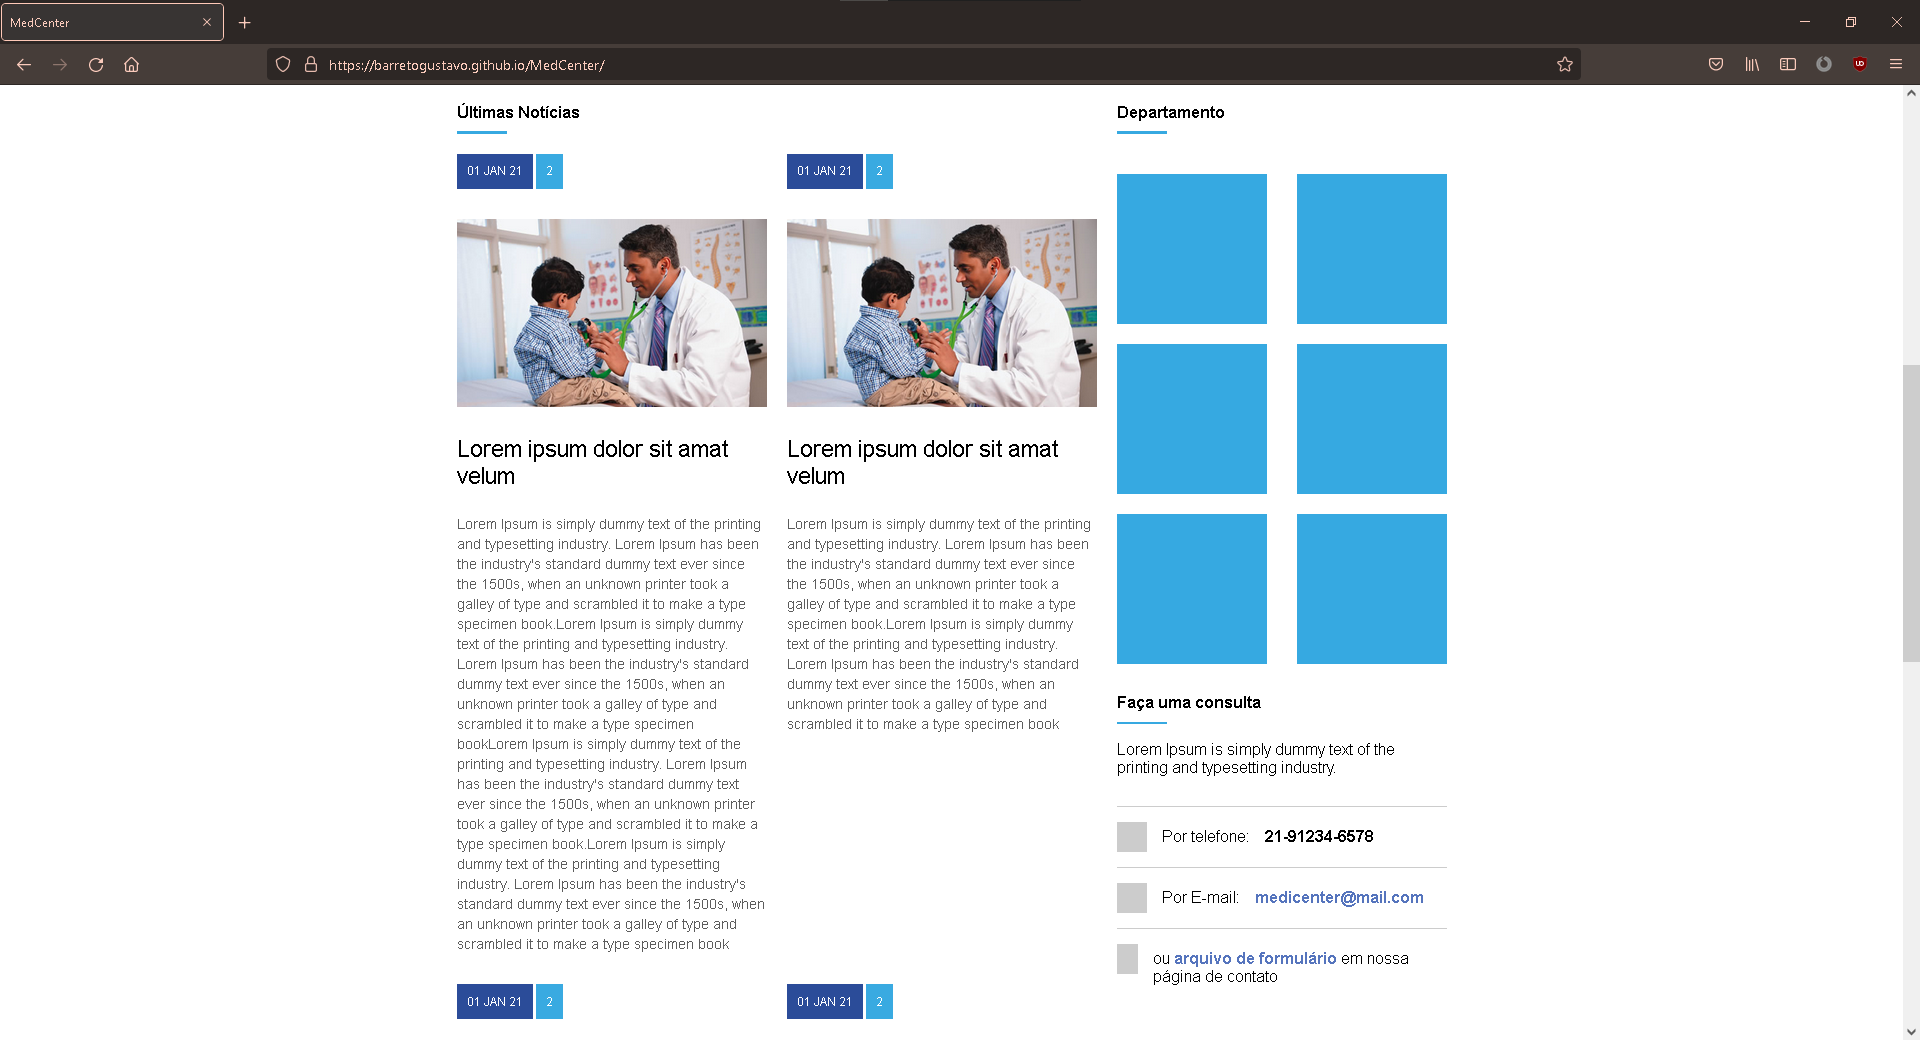 MedCenter
https://barretogustavo.github.io/MedCenter/
Últimas Notícias
01 JAN 21 2
Lorem ipsum dolor sit amat
velum
Lorem Ipsum is simply dummy text of the printing
and typesetting industry. Lorem Ipsum has been
the industry's standard dummy text ever since
the 1500s, when an unknown printer took a
galley of type and scrambled it to make a type
specimen book.Lorem Ipsum is simply dummy
text of the printing and typesetting industry.
Lorem Ipsum has been the industry's standard
dummy text ever since the 1500s, when an
unknown printer took a galley of type and
scrambled it to make a type specimen
bookLorem Ipsum is simply dummy text of the
printing and typesetting industry. Lorem Ipsum
has been the industry's standard dummy text
ever since the 1500s, when an unknown printer
took a galley of type and scrambled it to make a
type specimen book.Lorem Ipsum is simply
dummy text of the printing and typesetting
industry. Lorem Ipsum has been the industry's
standard dummy text ever since the 1500s, when
an unknown printer took a galley of type and
scrambled it to make a type specimen book
01 JAN 21 2
01 JAN 21 2
Lorem ipsum dolor sit amat
velum
Lorem Ipsum is simply dummy text of the printing
and typesetting industry. Lorem Ipsum has been
the industry's standard dummy text ever since
the 1500s, when an unknown printer took a
galley of type and scrambled it to make a type
specimen book.Lorem Ipsum is simply dummy
text of the printing and typesetting industry.
Lorem Ipsum has been the industry's standard
dummy text ever since the 1500s, when an
unknown printer took a galley of type and
scrambled it to make a type specimen book
01 JAN 21 2
Departamento
Faça uma consulta
Lorem Ipsum is simply dummy text of the
printing and typesetting industry.
Por telefone: 21-91234-6578
Por E-mail: medicenter@mail.com
ou arquivo de formulário em nossa
página de contato